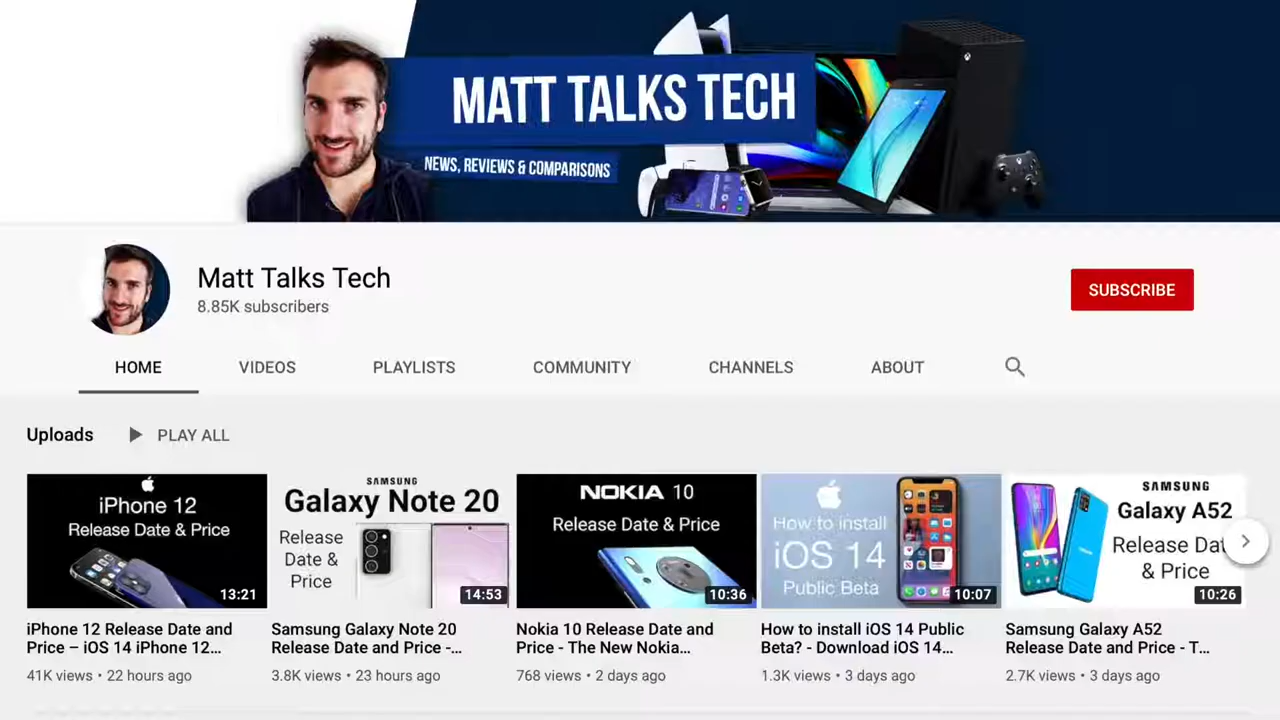 MATT TALKS TECH
NEWS, REVIEWS & COMPARISONS
Matt Talks Tech
8.85K subscribers
SUBSCRIBE
HOME
VIDEOS
PLAYLISTS
COMMUNITY
CHANNELS
ABOUT
Uploads
PLAY ALL
iPhone 12
Release Date & Price
13:21
SAMSUNG
Galaxy Note 20
Release
Date &
Price
14:53
NOKIA 10
Release Date & Price
10:36
How to install
iOS 14
Public Beta
10:07
SAMSUNG
Galaxy A52
Release Dat
& Price
10:26
iPhone 12 Release Date and
Price – iOS 14 iPhone 12...
41K views • 22 hours ago
Samsung Galaxy Note 20
Release Date and Price -...
3.8K views • 23 hours ago
Nokia 10 Release Date and
Price - The New Nokia...
768 views • 2 days ago
How to install iOS 14 Public
Beta? - Download iOS 14...
1.3K views • 3 days ago
Samsung Galaxy A52
Release Date and Price - T...
2.7K views • 3 days ago